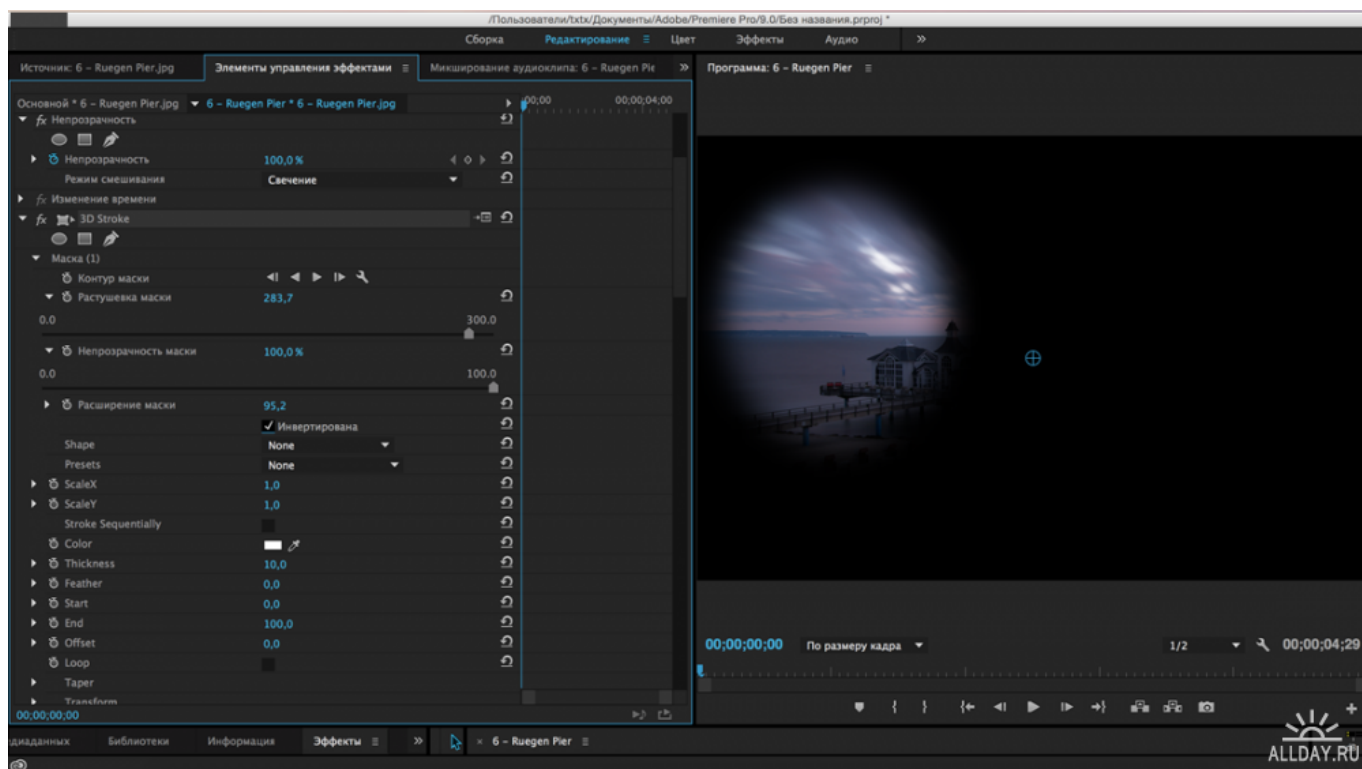 /Пользователи/txtx/Документы/Adobe/Premiere Pro/9.0/Без названия.prproj *
Сборка Редактирование Цвет Эффекты Аудио »
Источник: 6 – Ruegen Pier.jpg Элементы управления эффектами Микширование аудиоклипа: 6 – Ruegen Pie » Программа: 6 – Ruegen Pier
Основной * 6 – Ruegen Pier.jpg 6 – Ruegen Pier * 6 – Ruegen Pier.jpg 00;00 00;00;04;00
fx Непрозрачность
Непрозрачность 100,0 %
Режим смешивания Свечение
fx Изменение времени
fx 3D Stroke
Маска (1)
Контур маски
Растушевка маски 283,7
0.0 300.0
Непрозрачность маски 100,0 %
0.0 100.0
Расширение маски 95,2
Инвертирована
Shape None
Presets None
ScaleX 1,0
ScaleY 1,0
Stroke Sequentially
Color
Thickness 10,0
Feather 0,0
Start 0,0
End 100,0
Offset 0,0
Loop
Taper
Transform
00;00;00;00
00;00;00;00 По размеру кадра 1/2 00;00;04;29
едиаданных Библиотеки Информация Эффекты » × 6 – Ruegen Pier
ALLDAY.RU